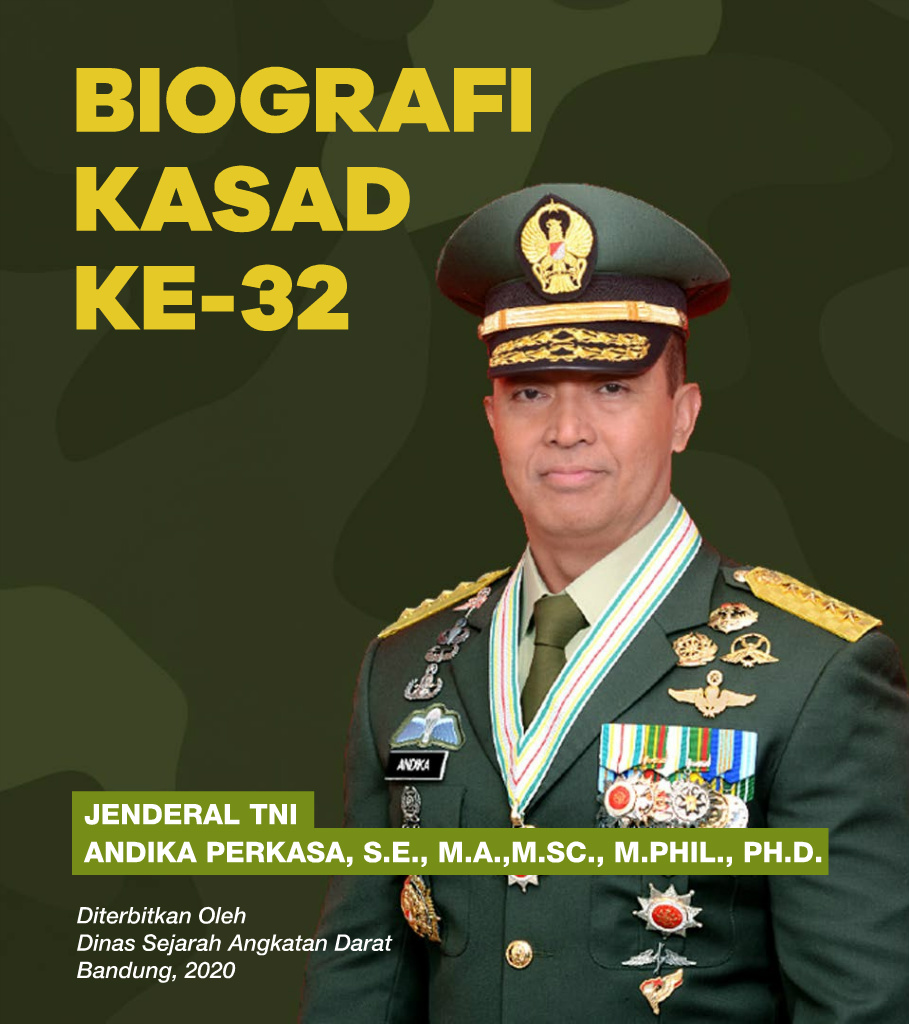 BIOGRAFI
KASAD
KE-32
ANDIKA
JENDERAL TNI
ANDIKA PERKASA, S.E., M.A.,M.SC., M.PHIL., PH.D.
Diterbitkan Oleh
Dinas Sejarah Angkatan Darat
Bandung, 2020